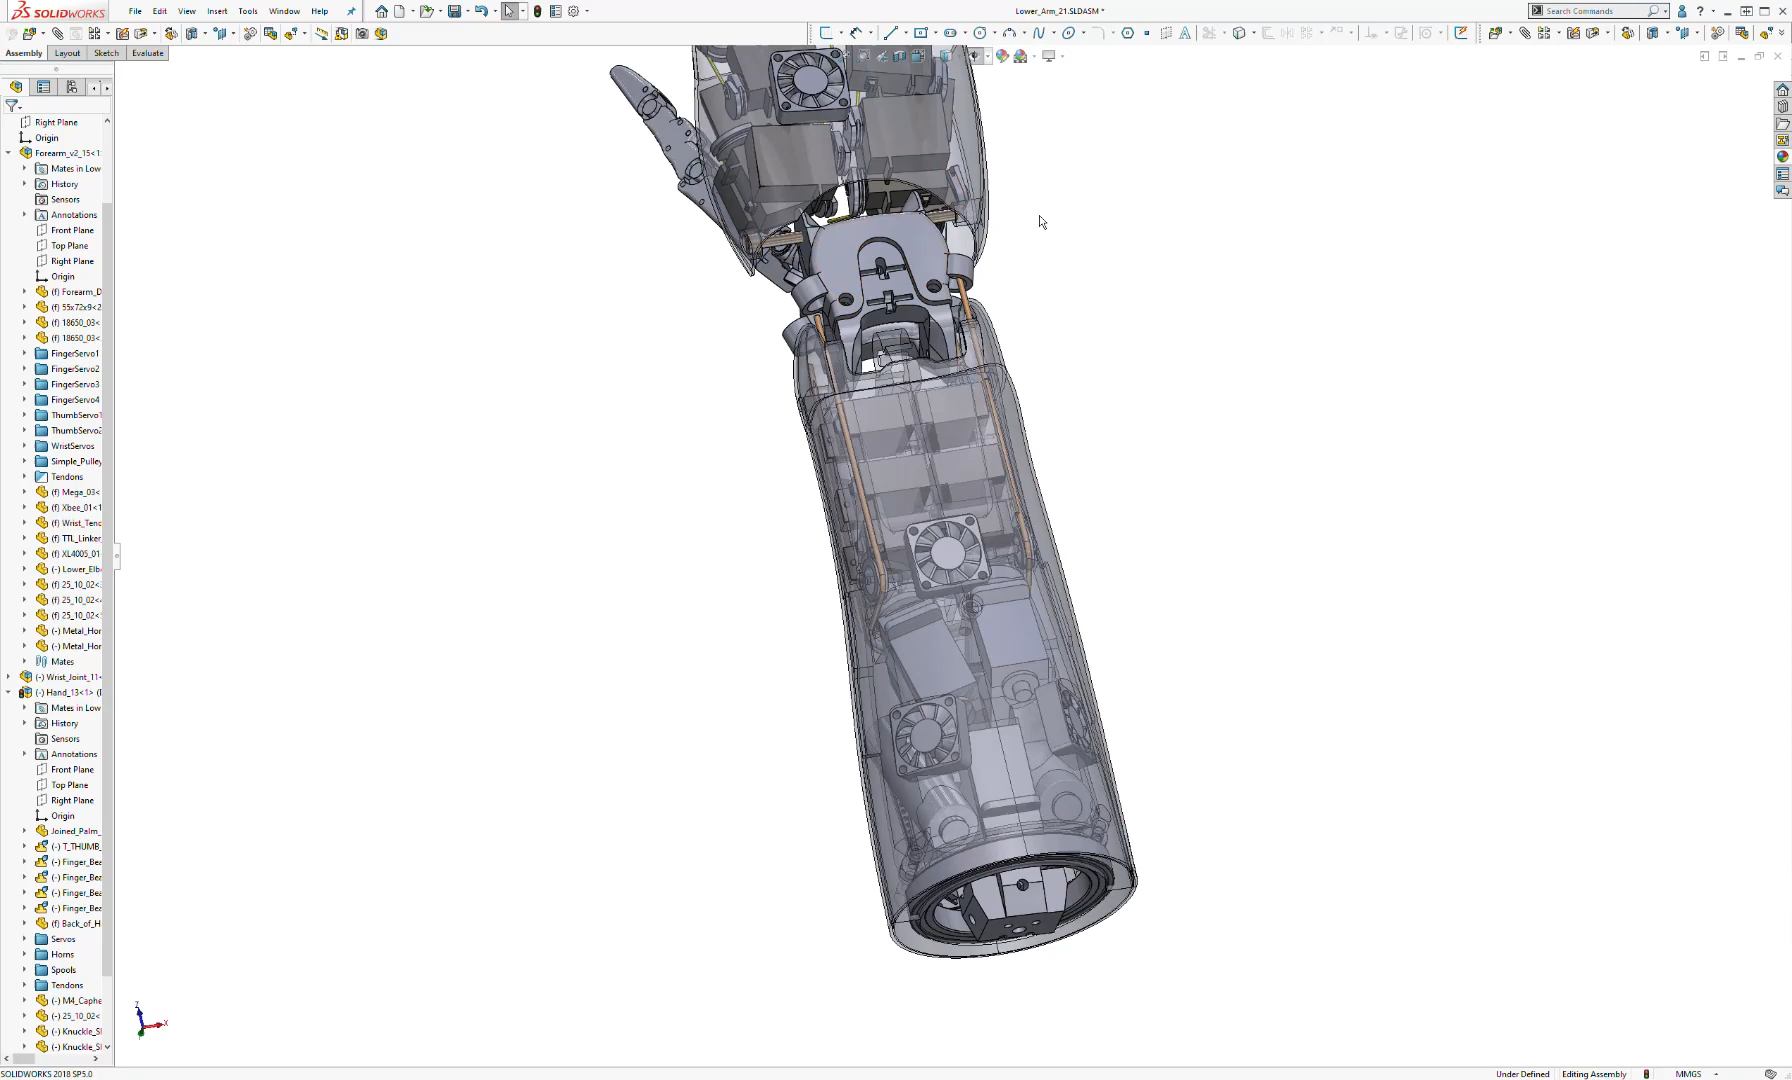 SOLIDWORKS File Edit View Insert Tools Window Help Lower_Arm_21.SLDASM * Search Commands
Assembly Layout Sketch Evaluate
Right Plane
Origin
Forearm_v2_15<1
Mates in Low
History
Sensors
Annotations
Front Plane
Top Plane
Right Plane
Origin
(f) Forearm_D
(f) 55x72x9<2
(f) 18650_03<
(f) 18650_03<
FingerServo1
FingerServo2
FingerServo3
FingerServo4
ThumbServo1
ThumbServo2
WristServos
Simple_Pulley
Tendons
(f) Mega_03<
(f) Xbee_01<1
(f) Wrist_Tend
(f) TTL_Linker
(f) XL4005_01
(-) Lower_Elb
(f) 25_10_02<
(f) 25_10_02<
(f) 25_10_02<
(-) Metal_Hor
(-) Metal_Hor
Mates
(-) Wrist_Joint_11<
(-) Hand_13<1> (
Mates in Low
History
Sensors
Annotations
Front Plane
Top Plane
Right Plane
Origin
Joined_Palm_
(-) T_THUMB_
(-) Finger_Bea
(-) Finger_Bea
(-) Finger_Bea
(-) Finger_Bea
(f) Back_of_H
Servos
Horns
Spools
Tendons
(-) M4_Caphe
(-) 25_10_02<
(-) Knuckle_Sl
(-) Knuckle_Sl
Z
X
SOLIDWORKS 2018 SP5.0 Under Defined Editing Assembly MMGS